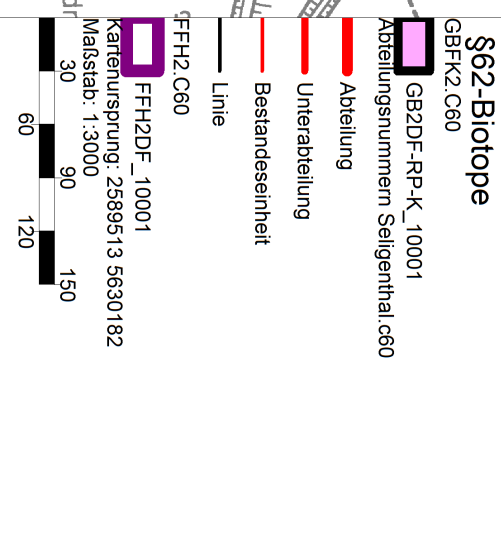 §62-Biotope
GBFK2.C60
GB2DF-RP-K_10001
Abteilungsnummern Seligenthal.c60
Abteilung
Unterabteilung
Bestandeseinheit
Linie
FFH2.C60
FFH2DF_10001
Kartenursprung: 2589513 5630182
Maßstab: 1:3000
30
90
150
60
120